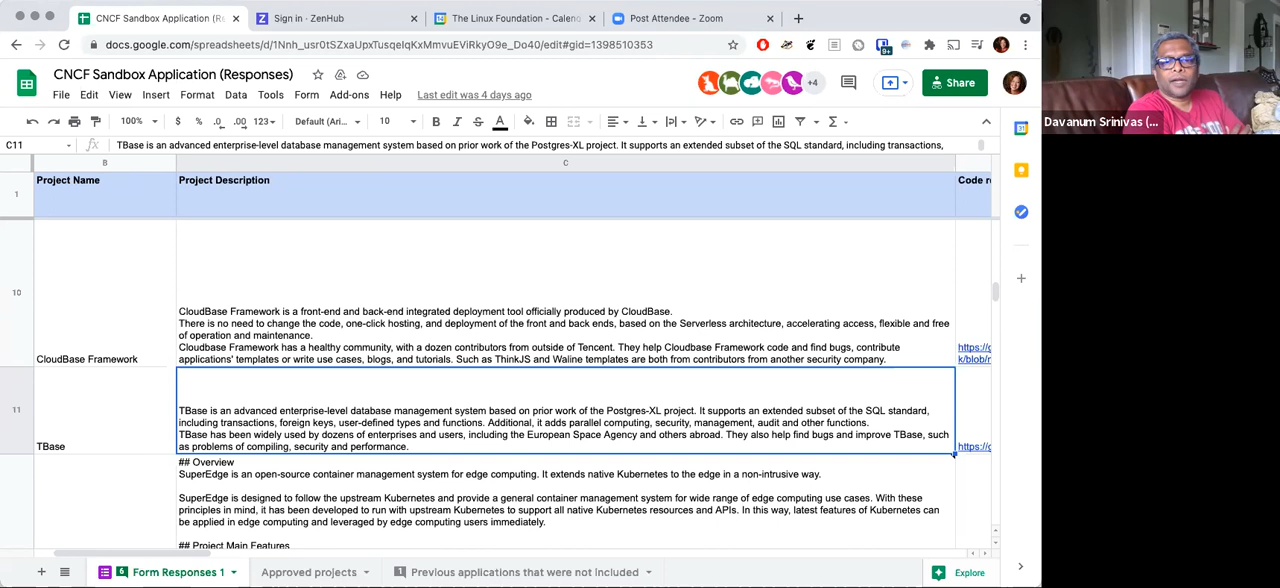 CNCF Sandbox Application (R
Sign in · ZenHub
The Linux Foundation - Calen
Post Attendee - Zoom
docs.google.com/spreadsheets/d/1Nnh_usr0tSZxaUpxTusqeIqKxMmvuEViRkyO9e_Do40/edit#gid=1398510353
9+
CNCF Sandbox Application (Responses)
File Edit View Insert Format Form Add-ons Help Last edit was 4 days ago
+4
Share
100% $ % .0 .00 123 Default (Ari... 10 B I S A
C11 fx TBase is an advanced enterprise-level database management system based on prior work of the Postgres-XL project. It supports an extended subset of the SQL standard, including transactions,
B C
1 Project Name Project Description Code r
10
CloudBase Framework is a front-end and back-end integrated deployment tool officially produced by CloudBase.
There is no need to change the code, one-click hosting, and deployment of the front and back ends, based on the Serverless architecture, accelerating access, flexible and free
of operation and maintenance.
CloudBase Framework has a healthy community, with a dozen contributors from outside of Tencent. They help Cloudbase Framework code and find bugs, contribute
applications' templates or write use cases, blogs, and tutorials. Such as ThinkJS and Waline templates are both from contributors from another security company.
CloudBase Framework
https://g
k/blob/r
11
TBase is an advanced enterprise-level database management system based on prior work of the Postgres-XL project. It supports an extended subset of the SQL standard,
including transactions, foreign keys, user-defined types and functions. Additional, it adds parallel computing, security, management, audit and other functions.
TBase has been widely used by dozens of enterprises and users, including the European Space Agency and others abroad. They also help find bugs and improve TBase, such
as problems of compiling, security and performance.
TBase
https://g
## Overview
SuperEdge is an open-source container management system for edge computing. It extends native Kubernetes to the edge in a non-intrusive way.
SuperEdge is designed to follow the upstream Kubernetes and provide a general container management system for wide range of edge computing use cases. With these
principles in mind, it has been developed to run with upstream Kubernetes to support all native Kubernetes resources and APIs. In this way, latest features of Kubernetes can
be applied in edge computing and leveraged by edge computing users immediately.
## Project Main Features
6 Form Responses 1
Approved projects
1 Previous applications that were not included
Explore
Davanum Srinivas (...